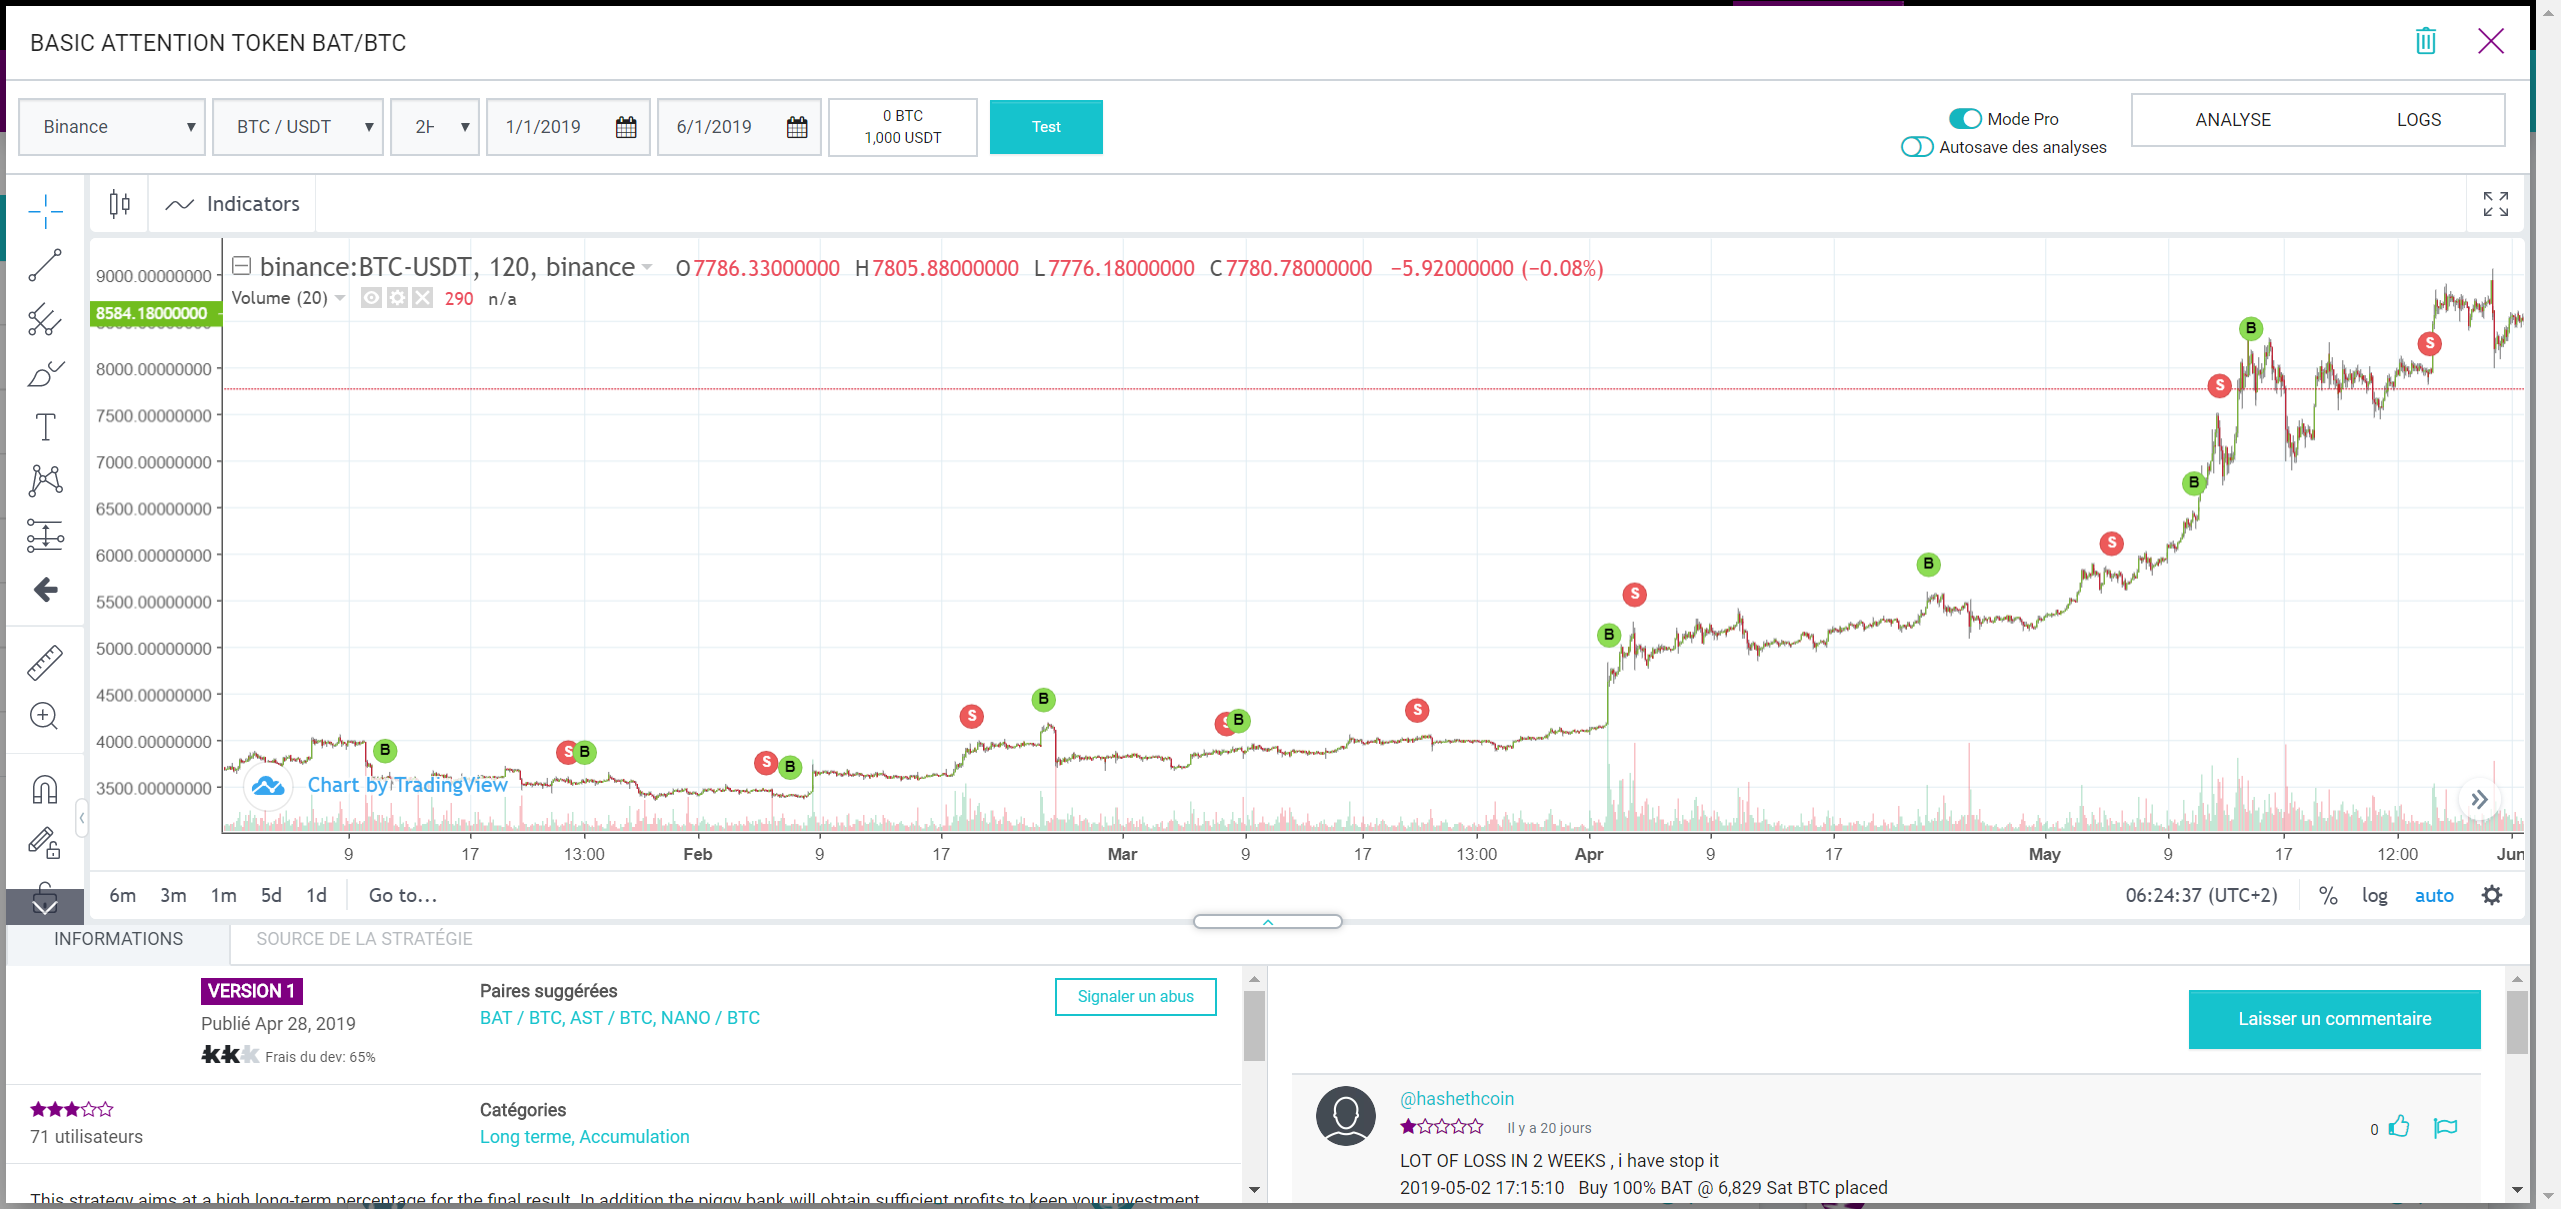 BASIC ATTENTION TOKEN BAT/BTC
Binance
BTC / USDT
2H
1/1/2019
6/1/2019
0 BTC
1,000 USDT
Test
Mode Pro
Autosave des analyses
ANALYSE
LOGS
Indicators
binance:BTC-USDT, 120, binance O7786.33000000 H7805.88000000 L7776.18000000 C7780.78000000 −5.92000000 (−0.08%)
Volume (20) 290 n/a
9000.00000000
8584.18000000
8000.00000000
7500.00000000
7000.00000000
6500.00000000
6000.00000000
5500.00000000
5000.00000000
4500.00000000
4000.00000000
3500.00000000
B
S
B
S
B
S
B
S
B
S
B
S
B
S
B
S
B
S
Chart by TradingView
9 17 13:00 Feb 9 17 Mar 9 17 13:00 Apr 9 17 May 9 17 12:00 Jun
6m 3m 1m 5d 1d Go to...
06:24:37 (UTC+2) % log auto
INFORMATIONS
SOURCE DE LA STRATÉGIE
VERSION 1
Publié Apr 28, 2019
Frais du dev: 65%
Paires suggérées
BAT / BTC, AST / BTC, NANO / BTC
Signaler un abus
71 utilisateurs
Catégories
Long terme, Accumulation
This strategy aims at a high long-term percentage for the final result. In addition the piggy bank will obtain sufficient profits to keep your investment
Laisser un commentaire
@hashethcoin
Il y a 20 jours
0
LOT OF LOSS IN 2 WEEKS , i have stop it
2019-05-02 17:15:10 Buy 100% BAT @ 6,829 Sat BTC placed